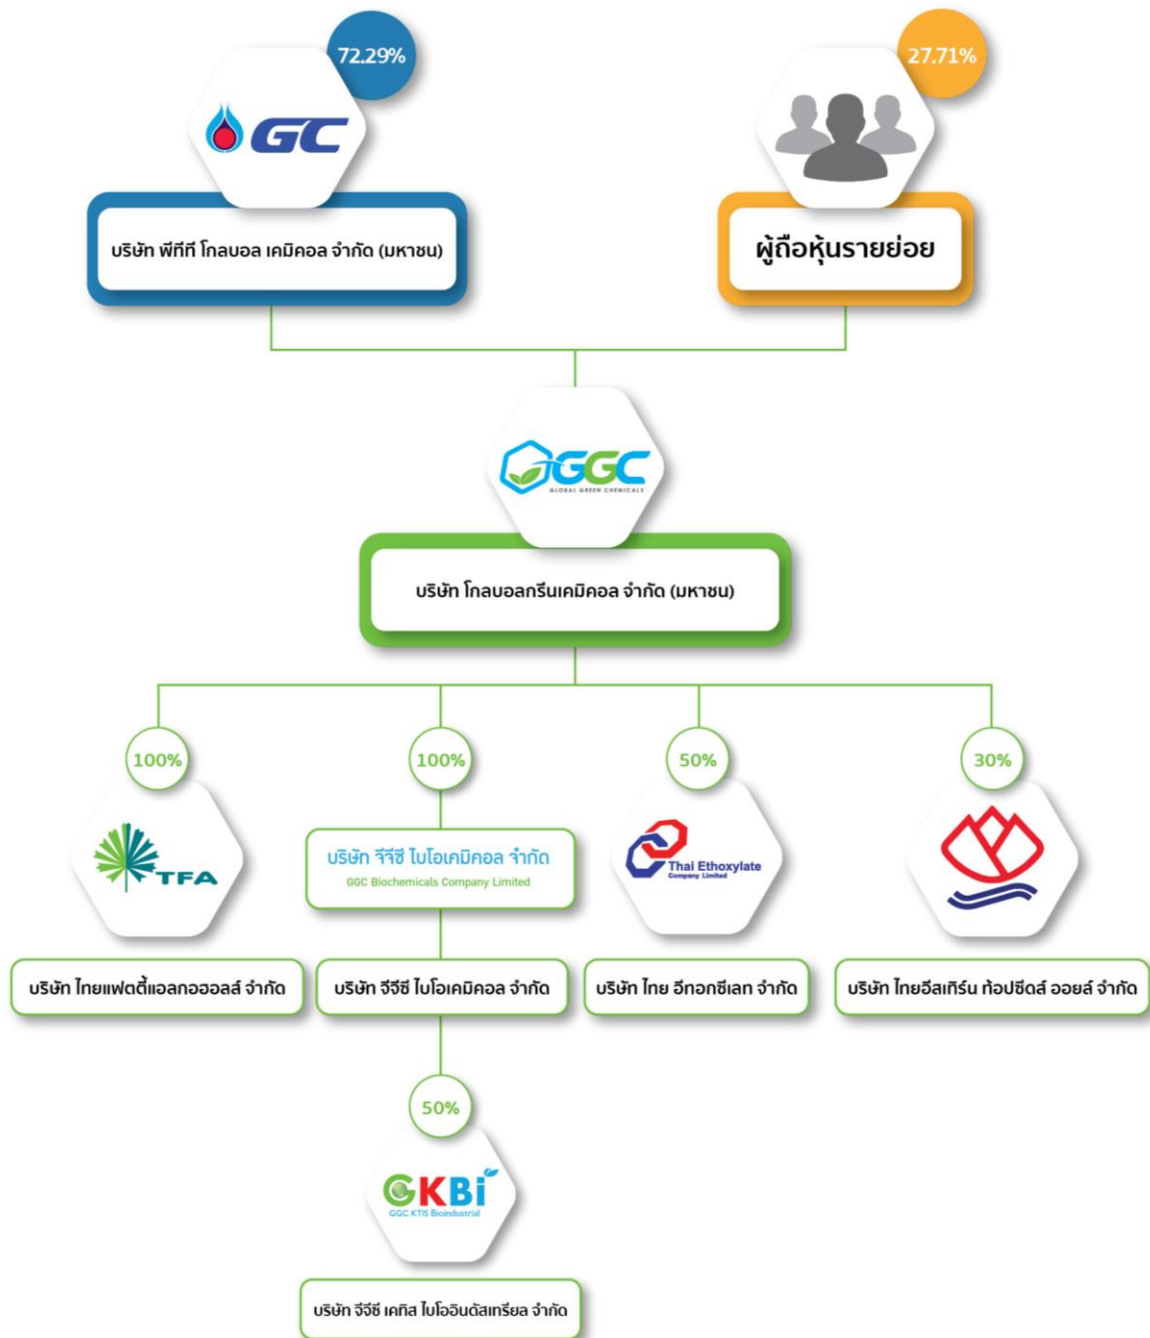 72.29%
27.71%
GC
บริษัท พีทีที โกลบอล เคมิคอล จำกัด (มหาชน)
ผู้ถือหุ้นรายย่อย
GGC
GLOBAL GREEN CHEMICALS
บริษัท โกลบอลกรีนเคมิคอล จำกัด (มหาชน)
100%
100%
50%
30%
TFA
บริษัท จีจีซี ไบโอเคมิคอล จำกัด
GGC Biochemicals Company Limited
Thai Ethoxylate
Company Limited
บริษัท ไทยแฟตตี้แอลกอฮอลส์ จำกัด
บริษัท จีจีซี ไบโอเคมิคอล จำกัด
บริษัท ไทย อีทอกซีเลท จำกัด
บริษัท ไทยอีสเทิร์น ท้อปซีดส์ ออยล์ จำกัด
50%
GKBi
GGC KTIS Bioindustrial
บริษัท จีจีซี เคทิส ไบโออินดัสเทรียล จำกัด